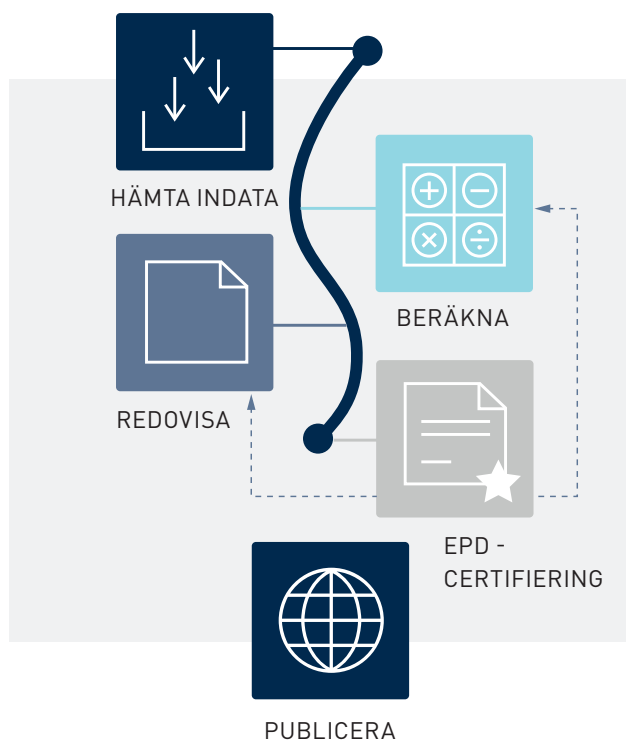 HÄMTA INDATA
BERÄKNA
REDOVISA
EPD -
CERTIFIERING
PUBLICERA